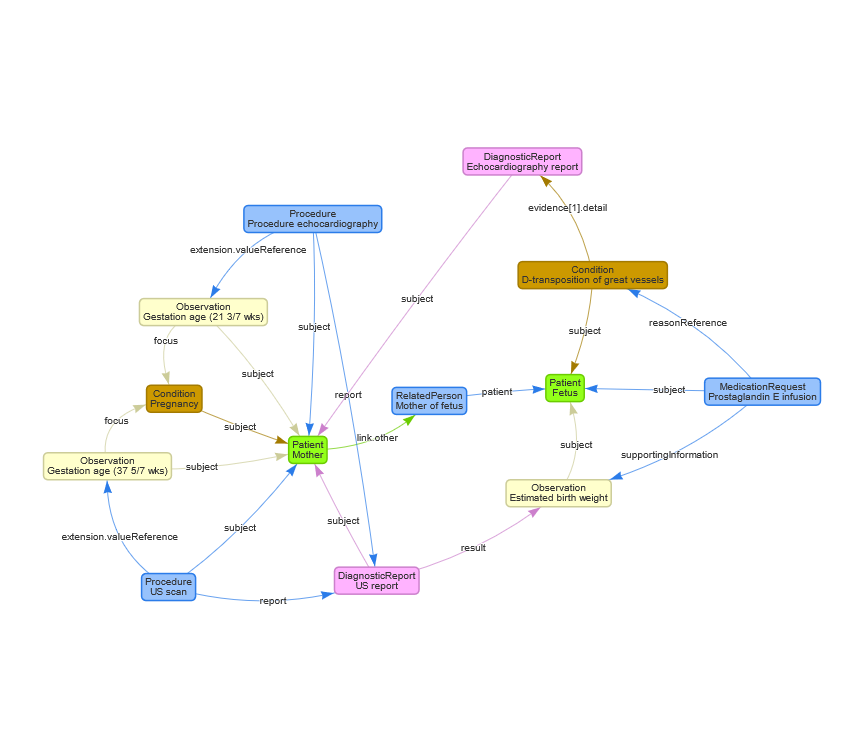 DiagnosticReport
Echocardiography report
evidence[1].detail
Procedure
Procedure echocardiography
extension.valueReference
Condition
D-transposition of great vessels
subject
Observation
Gestation age (21 3/7 wks)
subject
reasonReference
subject
focus
subject
Condition
Pregnancy
report
RelatedPerson
Mother of fetus
patient
Patient
Fetus
subject
MedicationRequest
Prostaglandin E infusion
focus
subject
Patient
Mother
link.other
subject
supportingInformation
Observation
Gestation age (37 5/7 wks)
subject
Observation
Estimated birth weight
extension.valueReference
subject
subject
result
Procedure
US scan
report
DiagnosticReport
US report